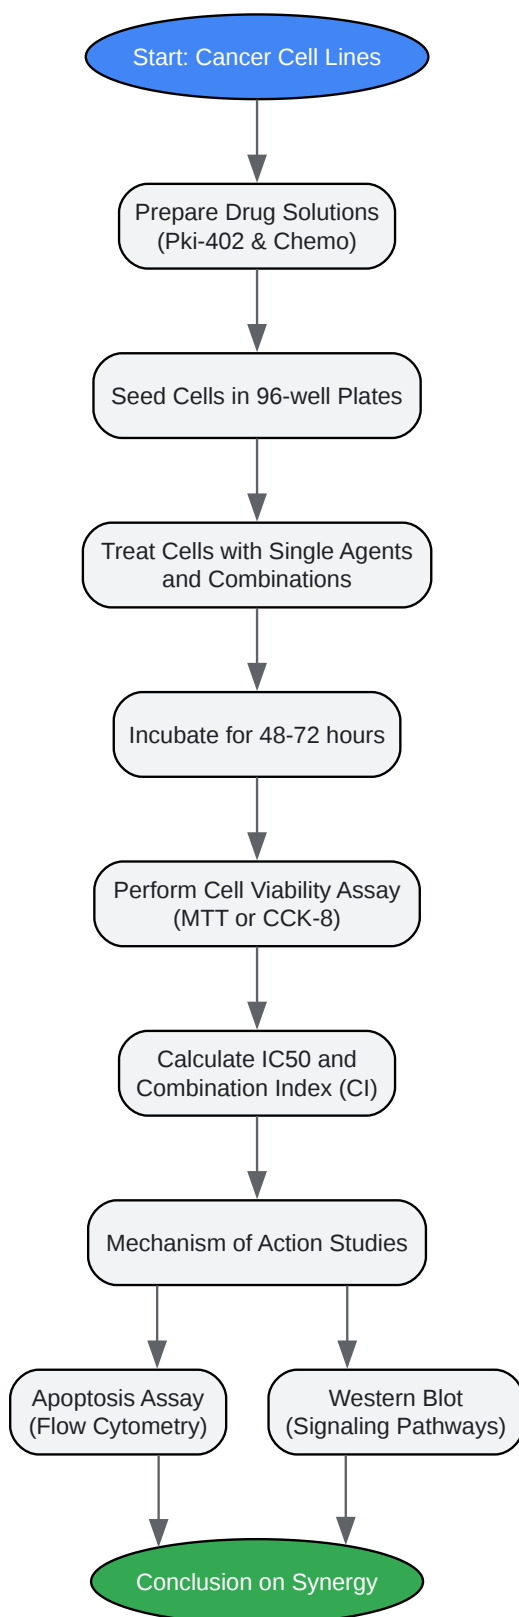 Start: Cancer Cell Lines
Prepare Drug Solutions
(Pki-402 & Chemo)
Seed Cells in 96-well Plates
Treat Cells with Single Agents
and Combinations
Incubate for 48-72 hours
Perform Cell Viability Assay
(MTT or CCK-8)
Calculate IC50 and
Combination Index (CI)
Mechanism of Action Studies
Apoptosis Assay
(Flow Cytometry)
Western Blot
(Signaling Pathways)
Conclusion on Synergy